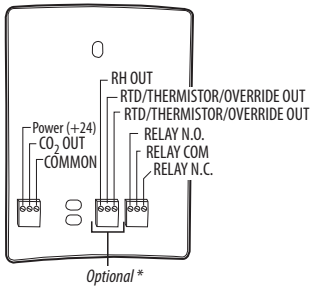 RH OUT
RTD/THERMISTOR/OVERRIDE OUT
RTD/THERMISTOR/OVERRIDE OUT
Power (+24)
CO2 OUT
COMMON
RELAY N.O.
RELAY COM
RELAY N.C.
Optional *